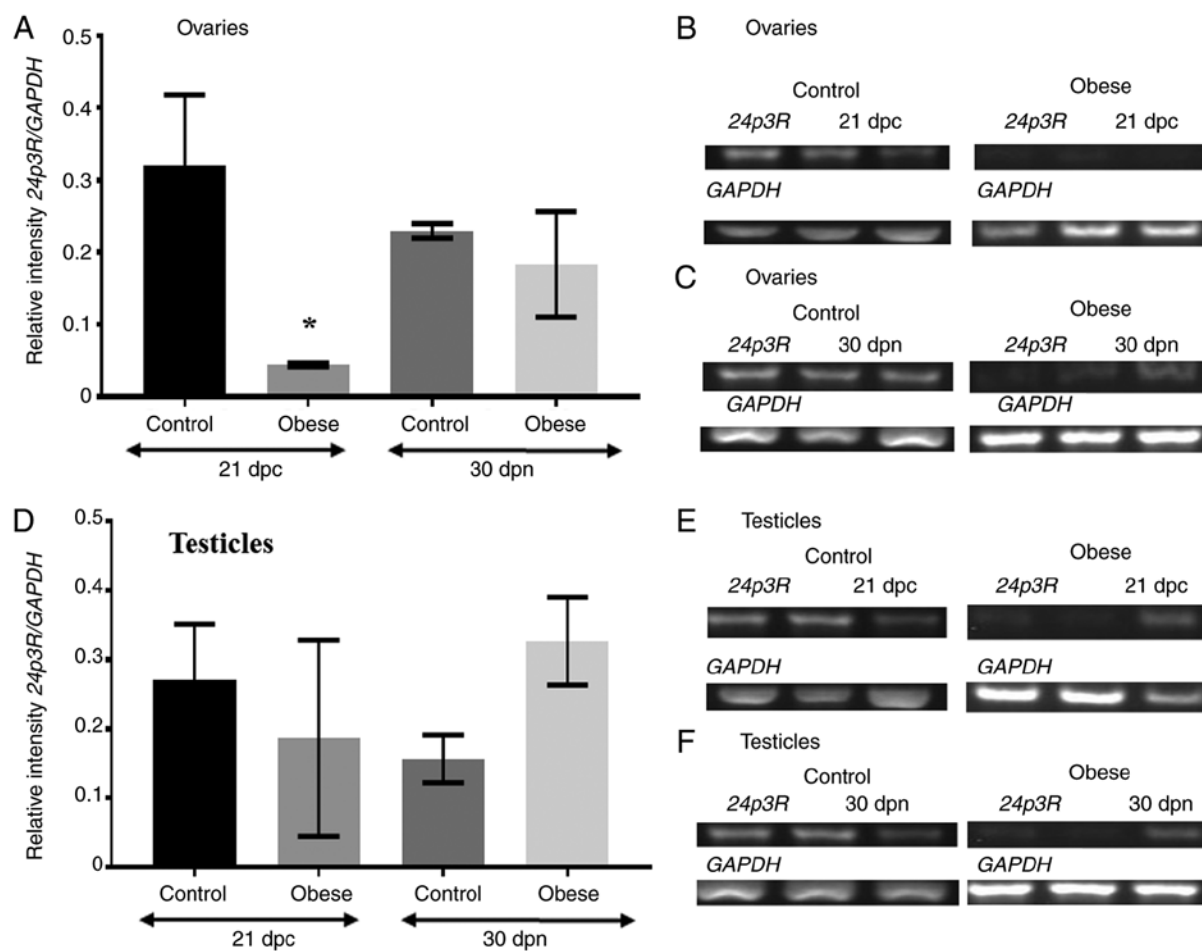 A
Ovaries
Relative intensity 24p3R/GAPDH
0.5
0.4
0.3
0.2
0.1
0
*
Control
Obese
Control
Obese
21 dpc
30 dpn
B
Ovaries
Control
Obese
24p3R
21 dpc
24p3R
21 dpc
GAPDH
GAPDH
C
Ovaries
Control
Obese
24p3R
30 dpn
24p3R
30 dpn
GAPDH
GAPDH
D
Testicles
Relative intensity 24p3R/GAPDH
0.5
0.4
0.3
0.2
0.1
0
Control
Obese
Control
Obese
21 dpc
30 dpn
E
Testicles
Control
Obese
24p3R
21 dpc
24p3R
21 dpc
GAPDH
GAPDH
F
Testicles
Control
Obese
24p3R
30 dpn
24p3R
30 dpn
GAPDH
GAPDH